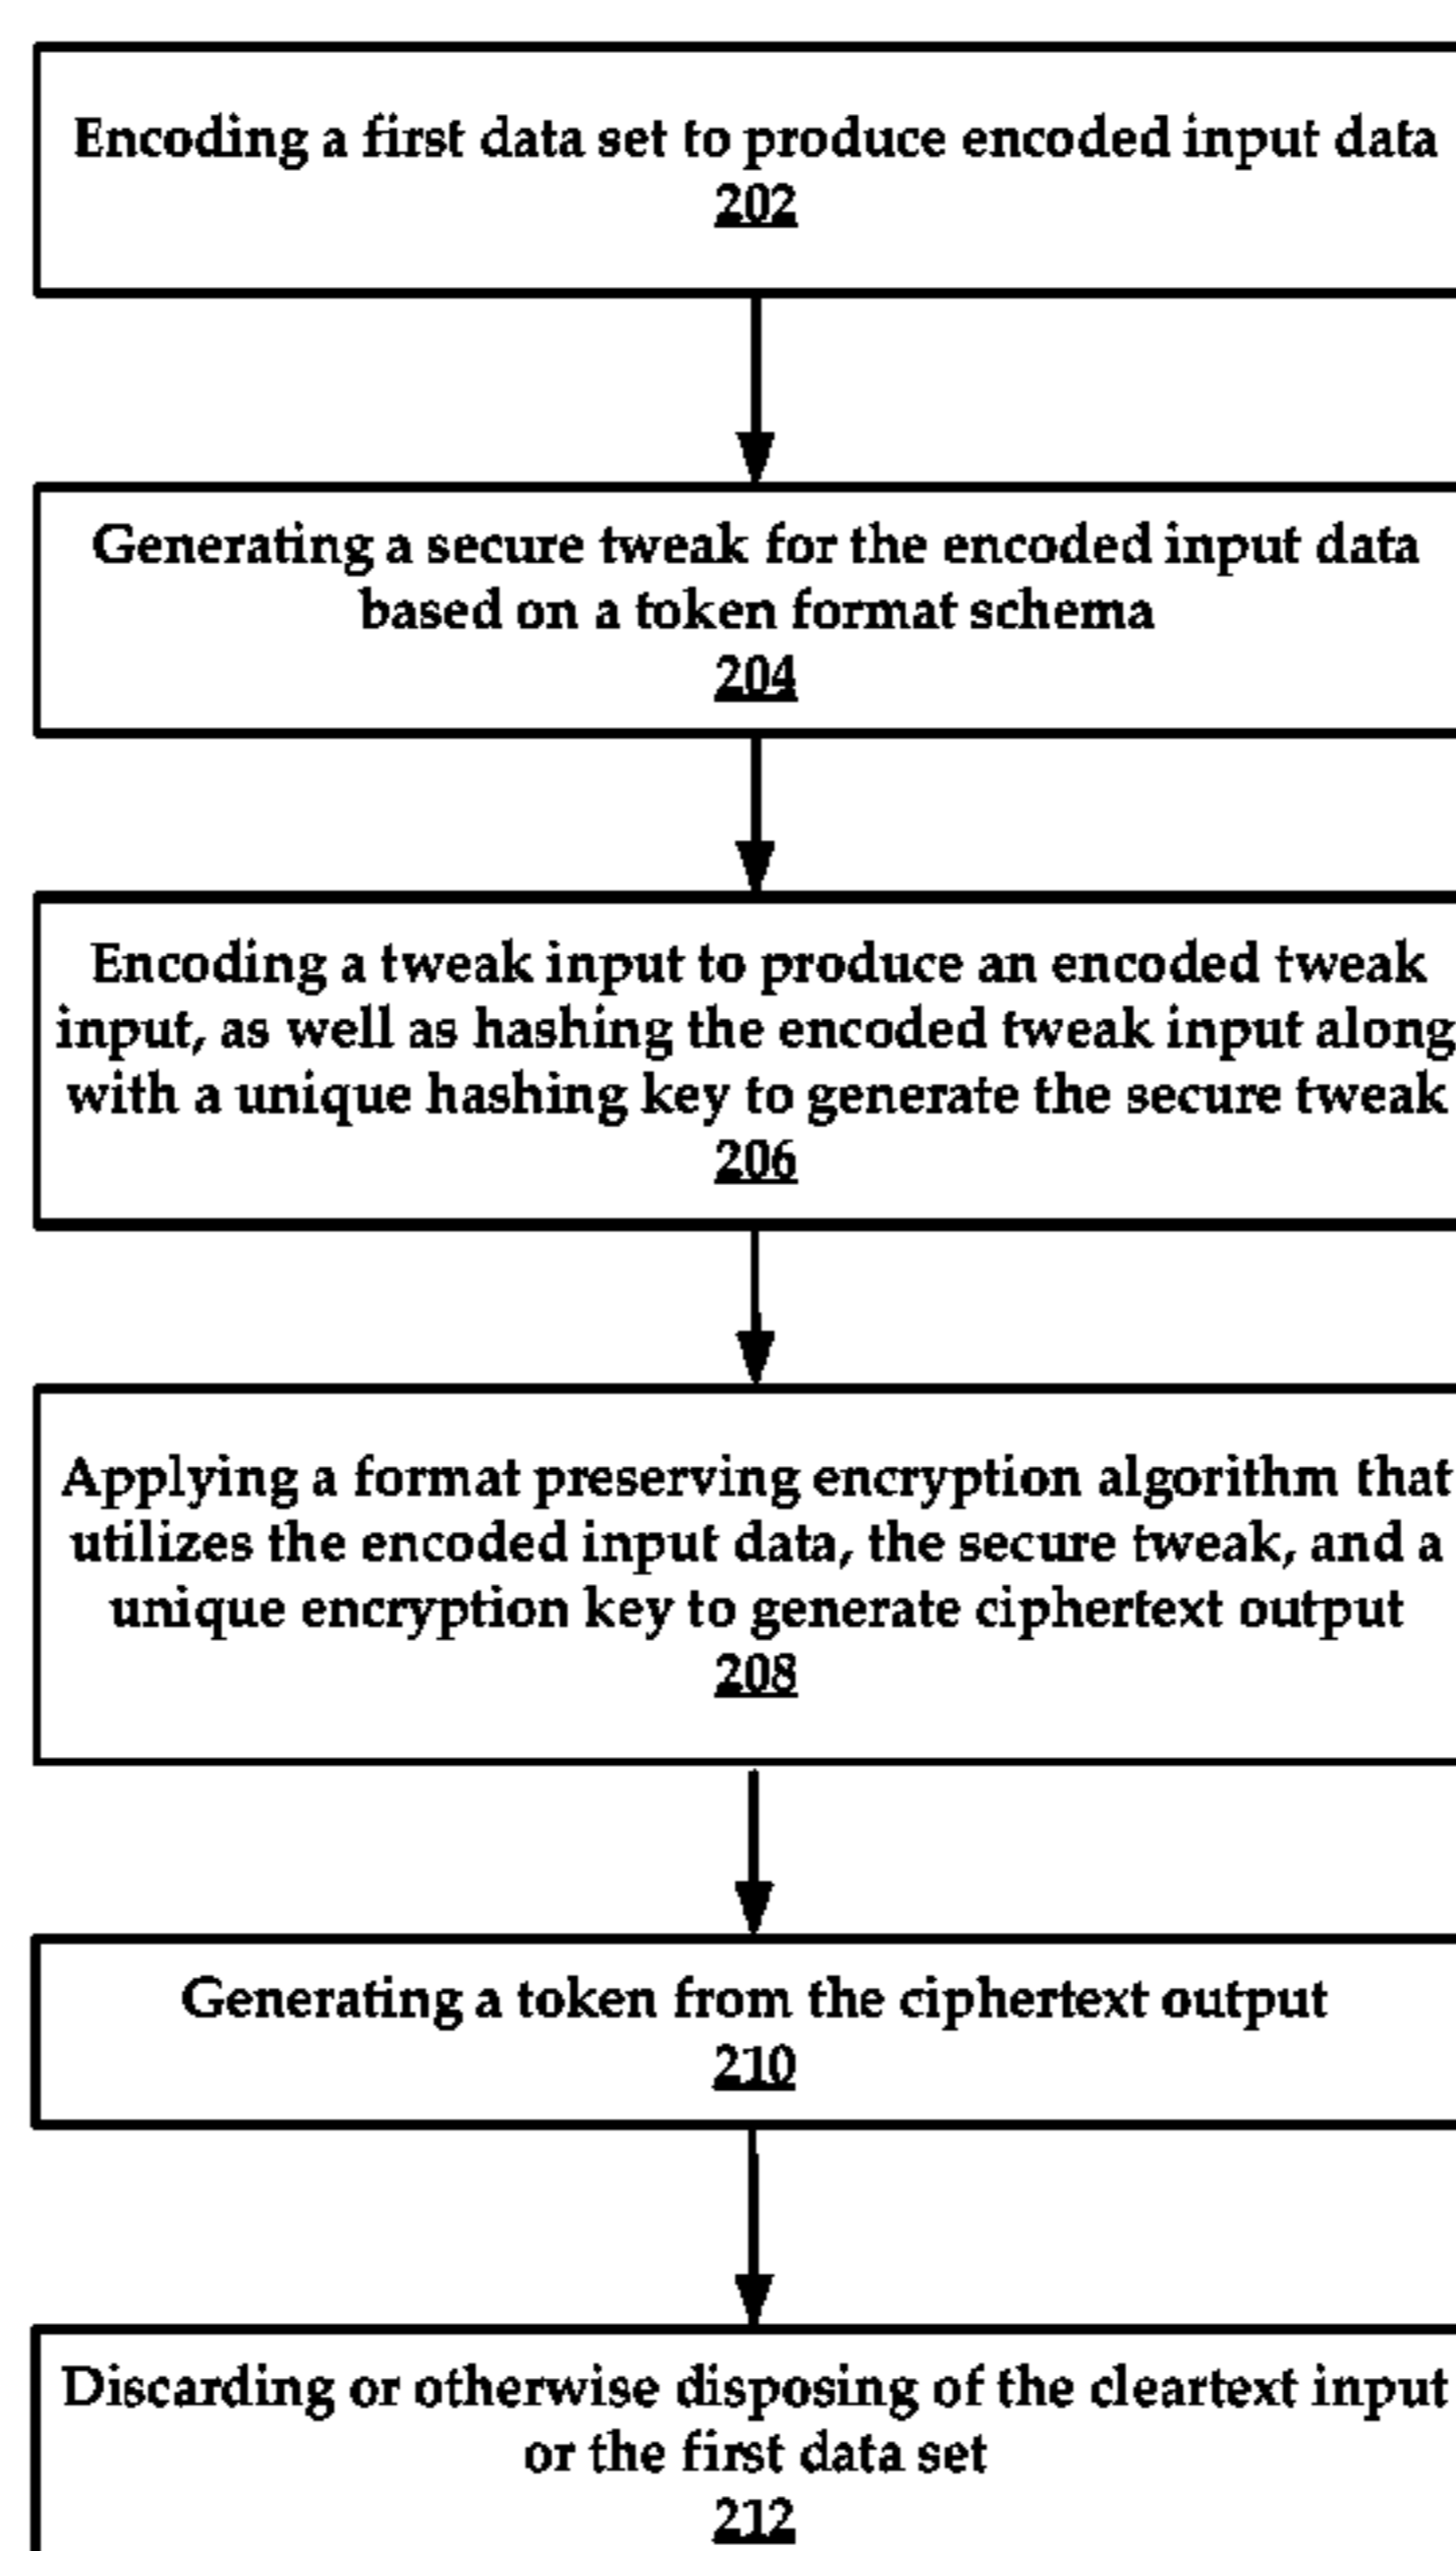 Encoding a first data set to produce encoded input data
202
Generating a secure tweak for the encoded input data
based on a token format schema
204
Encoding a tweak input to produce an encoded tweak
input, as well as hashing the encoded tweak input along
with a unique hashing key to generate the secure tweak
206
Applying a format preserving encryption algorithm that
utilizes the encoded input data, the secure tweak, and a
unique encryption key to generate ciphertext output
208
Generating a token from the ciphertext output
210
Discarding or otherwise disposing of the cleartext input
or the first data set
212